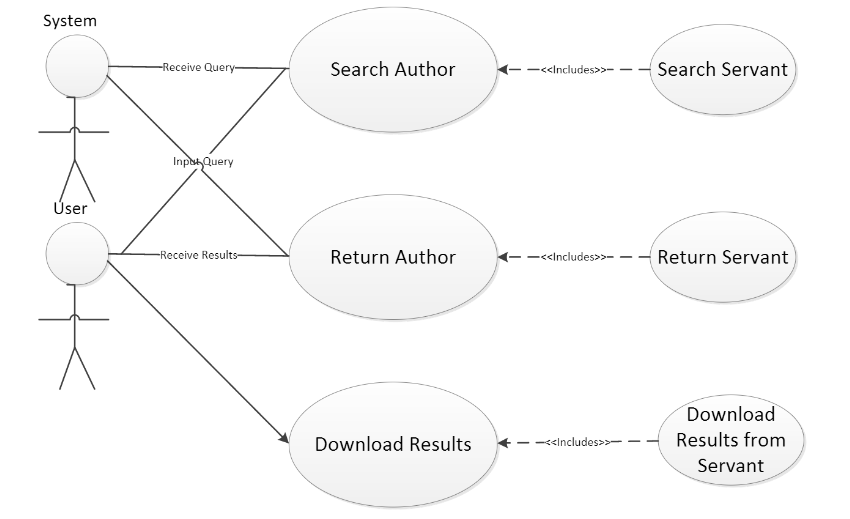 System
Receive Query
Search Author
<<Includes>>
Search Servant
Input Query
User
Receive Results
Return Author
<<Includes>>
Return Servant
Download Results
<<Includes>>
Download
Results from
Servant